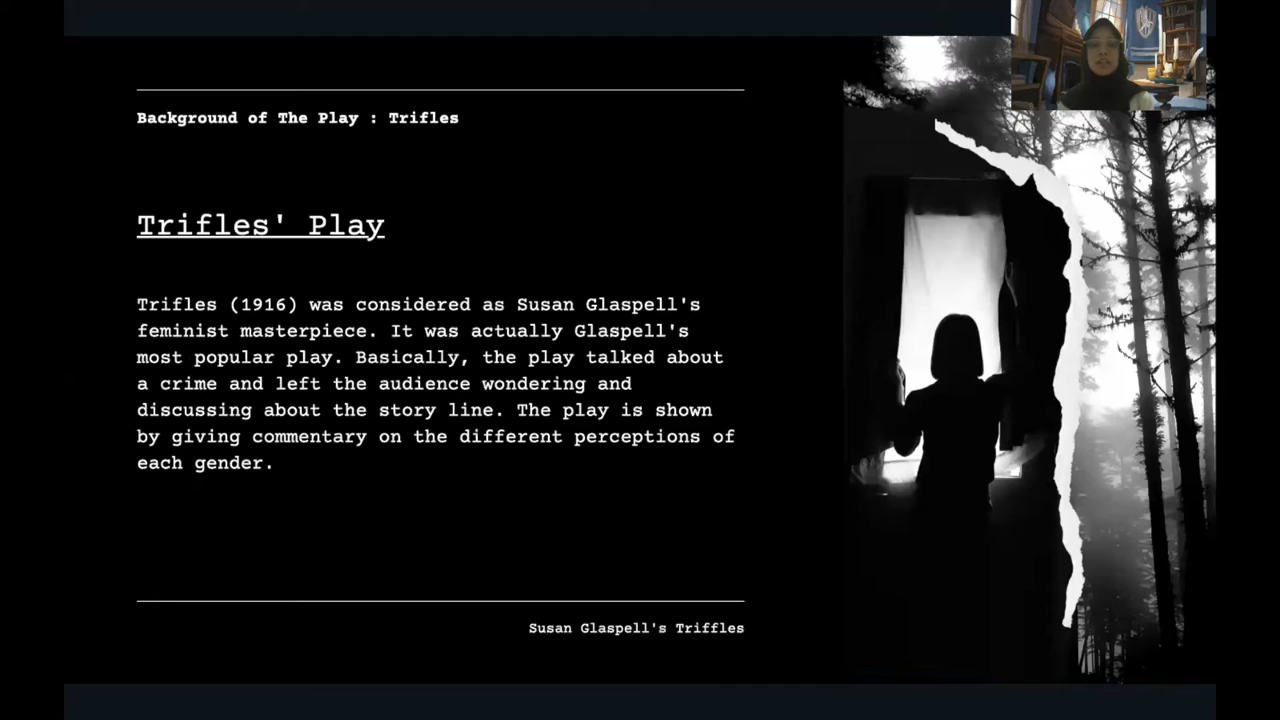 Background of The Play : Trifles
Trifles' Play
Trifles (1916) was considered as Susan Glaspell's
feminist masterpiece. It was actually Glaspell's
most popular play. Basically, the play talked about
a crime and left the audience wondering and
discussing about the story line. The play is shown
by giving commentary on the different perceptions of
each gender.
Susan Glaspell's Triffles